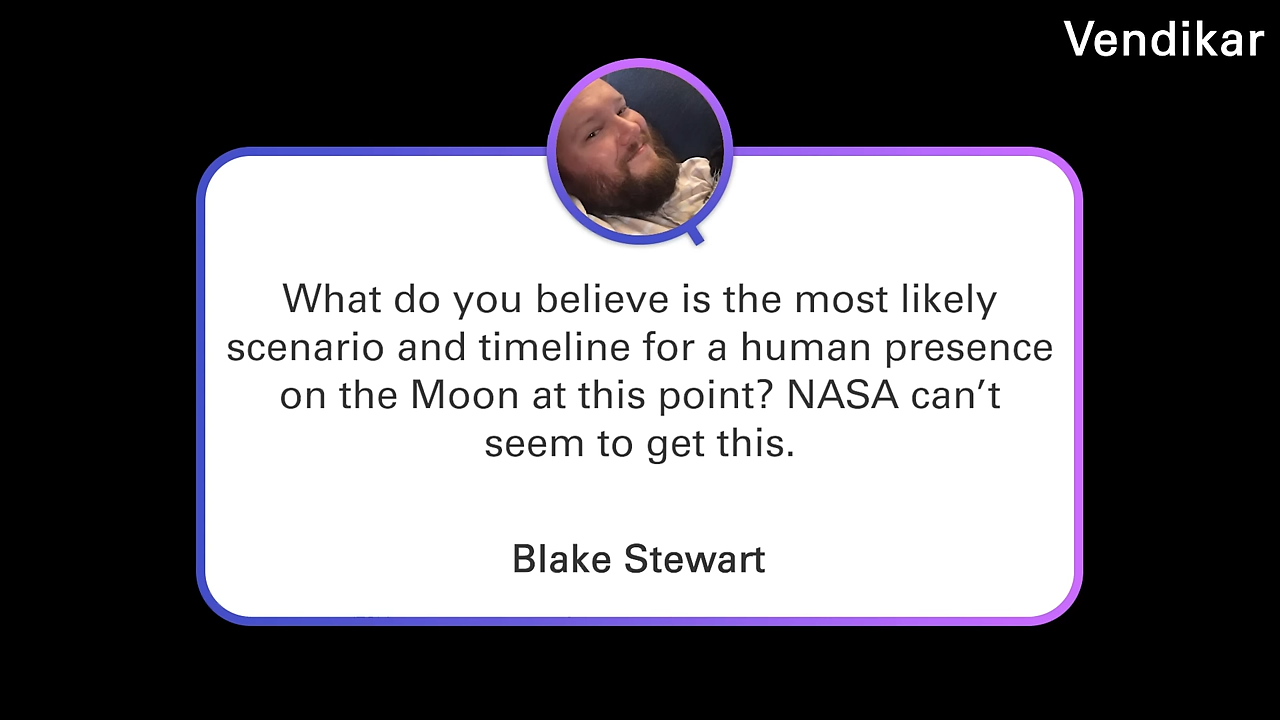 Vendikar
What do you believe is the most likely
scenario and timeline for a human presence
on the Moon at this point? NASA can’t
seem to get this.
Blake Stewart